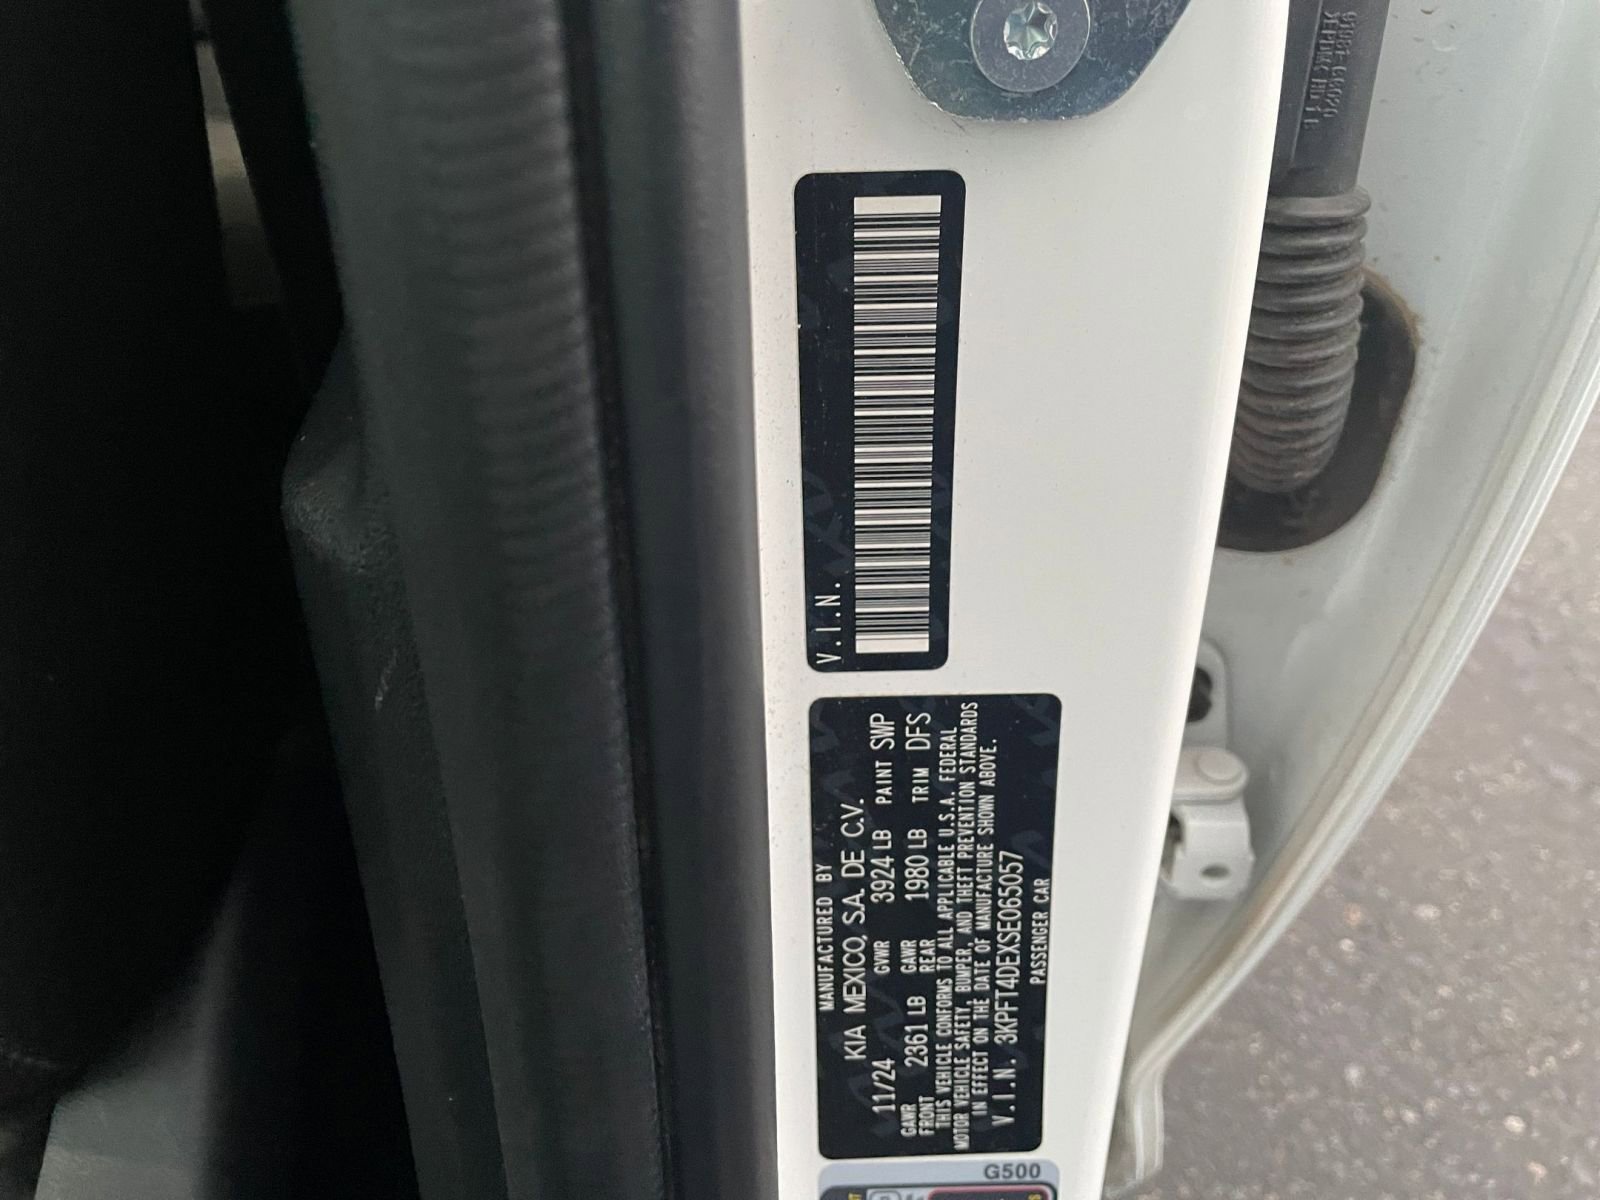 V.I.N.
MANUFACTURED BY
KIA MEXICO, S.A. DE C.V.
11/24 GVWR 3924 LB PAINT SWP
GAWR FRONT 2361 LB GAWR REAR 1980 LB TRIM DFS
THIS VEHICLE CONFORMS TO ALL APPLICABLE U.S.A. FEDERAL
MOTOR VEHICLE SAFETY, BUMPER, AND THEFT PREVENTION STANDARDS
IN EFFECT ON THE DATE OF MANUFACTURE SHOWN ABOVE.
V.I.N. 3KPFT4DEXSE065057
PASSENGER CAR
G500